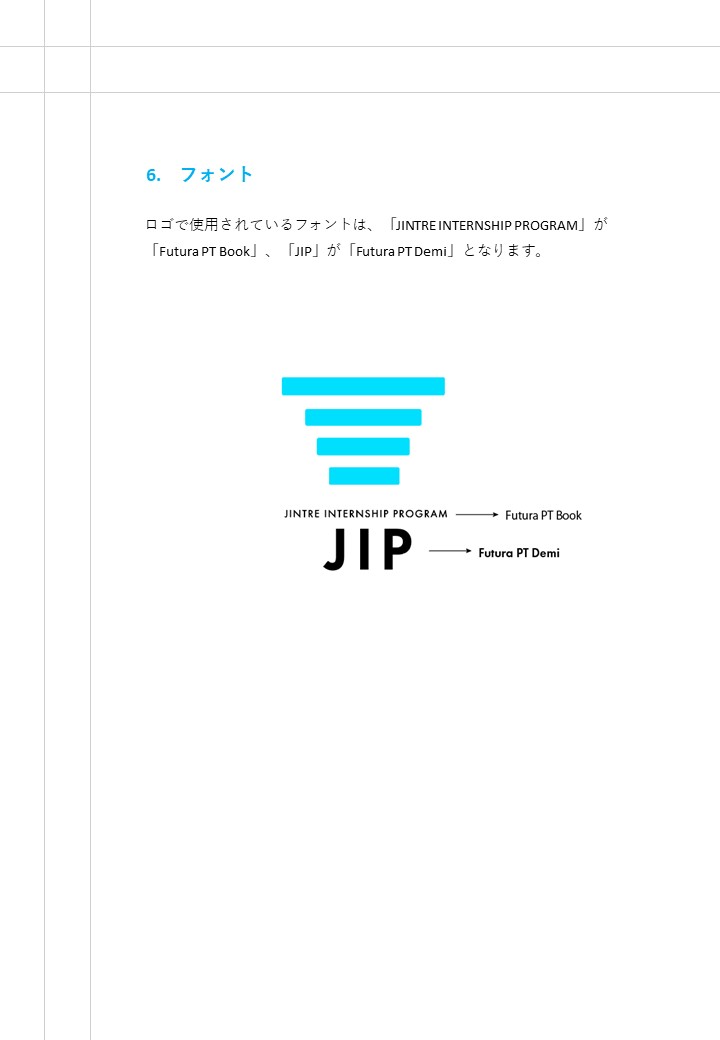 6. フォント
ロゴで使用されているフォントは、「JINTRE INTERNSHIP PROGRAM」が
「Futura PT Book」、「JIP」が「Futura PT Demi」となります。
JINTRE INTERNSHIP PROGRAM
Futura PT Book
JIP
Futura PT Demi